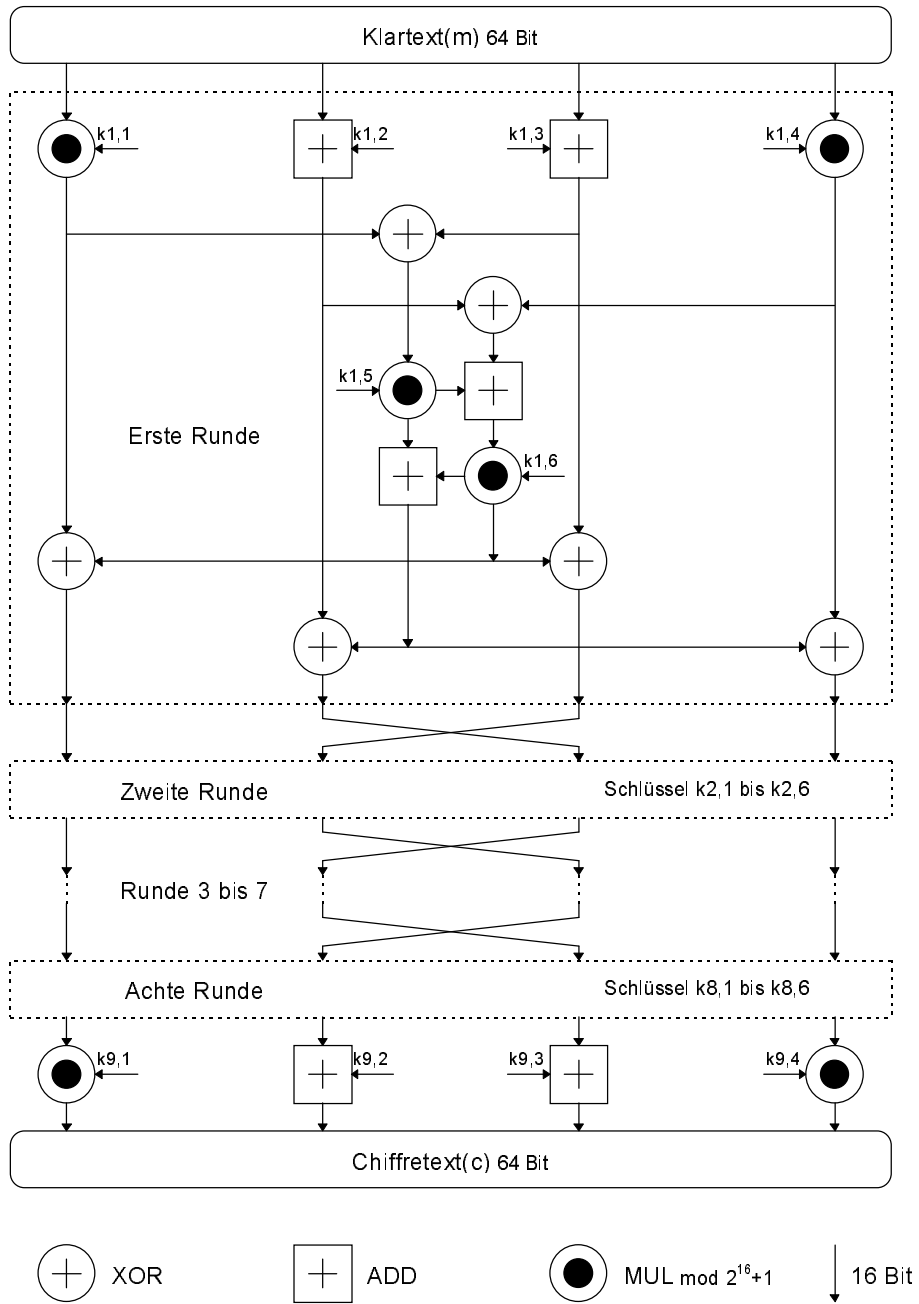 Klartext(m) 64 Bit
k1,1
k1,2
k1,3
k1,4
k1,5
k1,6
Erste Runde
Zweite Runde
Schlüssel k2,1 bis k2,6
Runde 3 bis 7
Achte Runde
Schlüssel k8,1 bis k8,6
k9,1
k9,2
k9,3
k9,4
Chiffretext(c) 64 Bit
XOR
ADD
MUL mod 2¹⁶+1
16 Bit